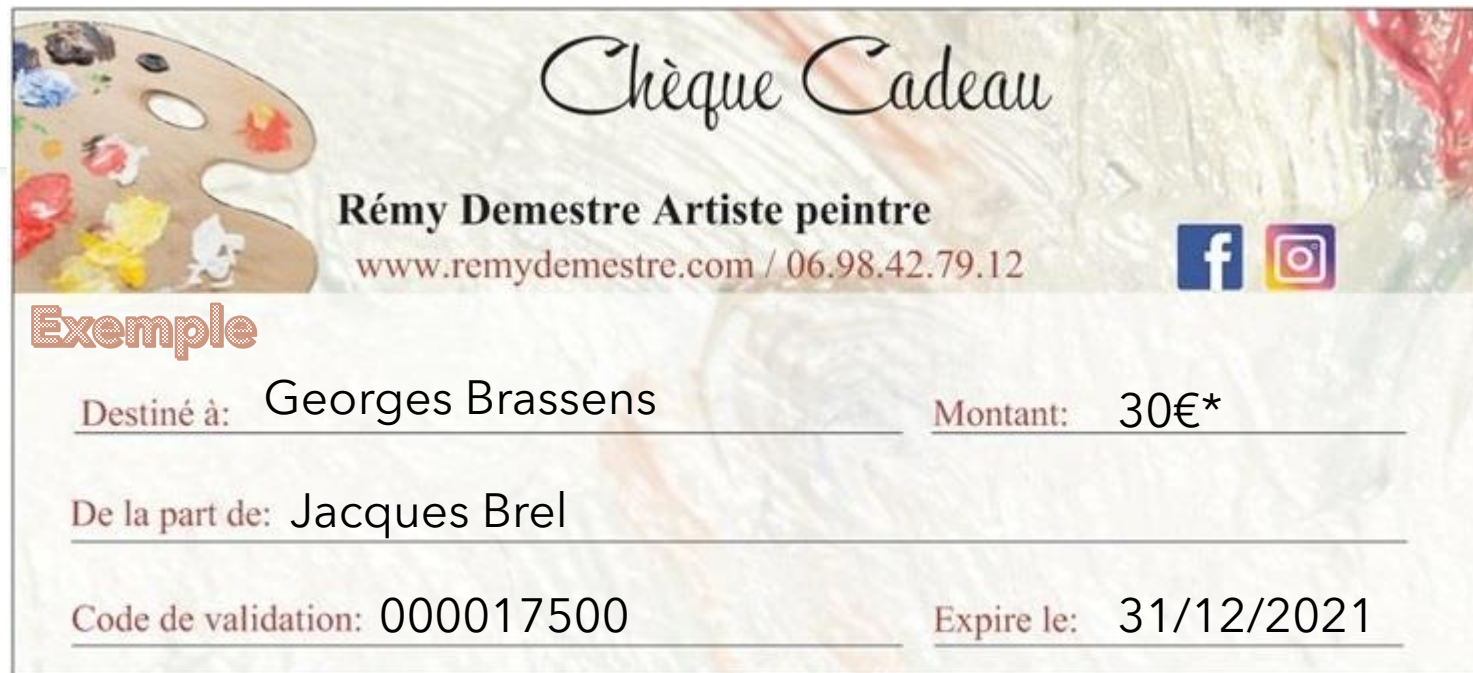 Chèque Cadeau
Rémy Demestre Artiste peintre
www.remydemestre.com / 06.98.42.79.12
Exemple
Destiné à: Georges Brassens Montant: 30€*
De la part de: Jacques Brel
Code de validation: 000017500 Expire le: 31/12/2021